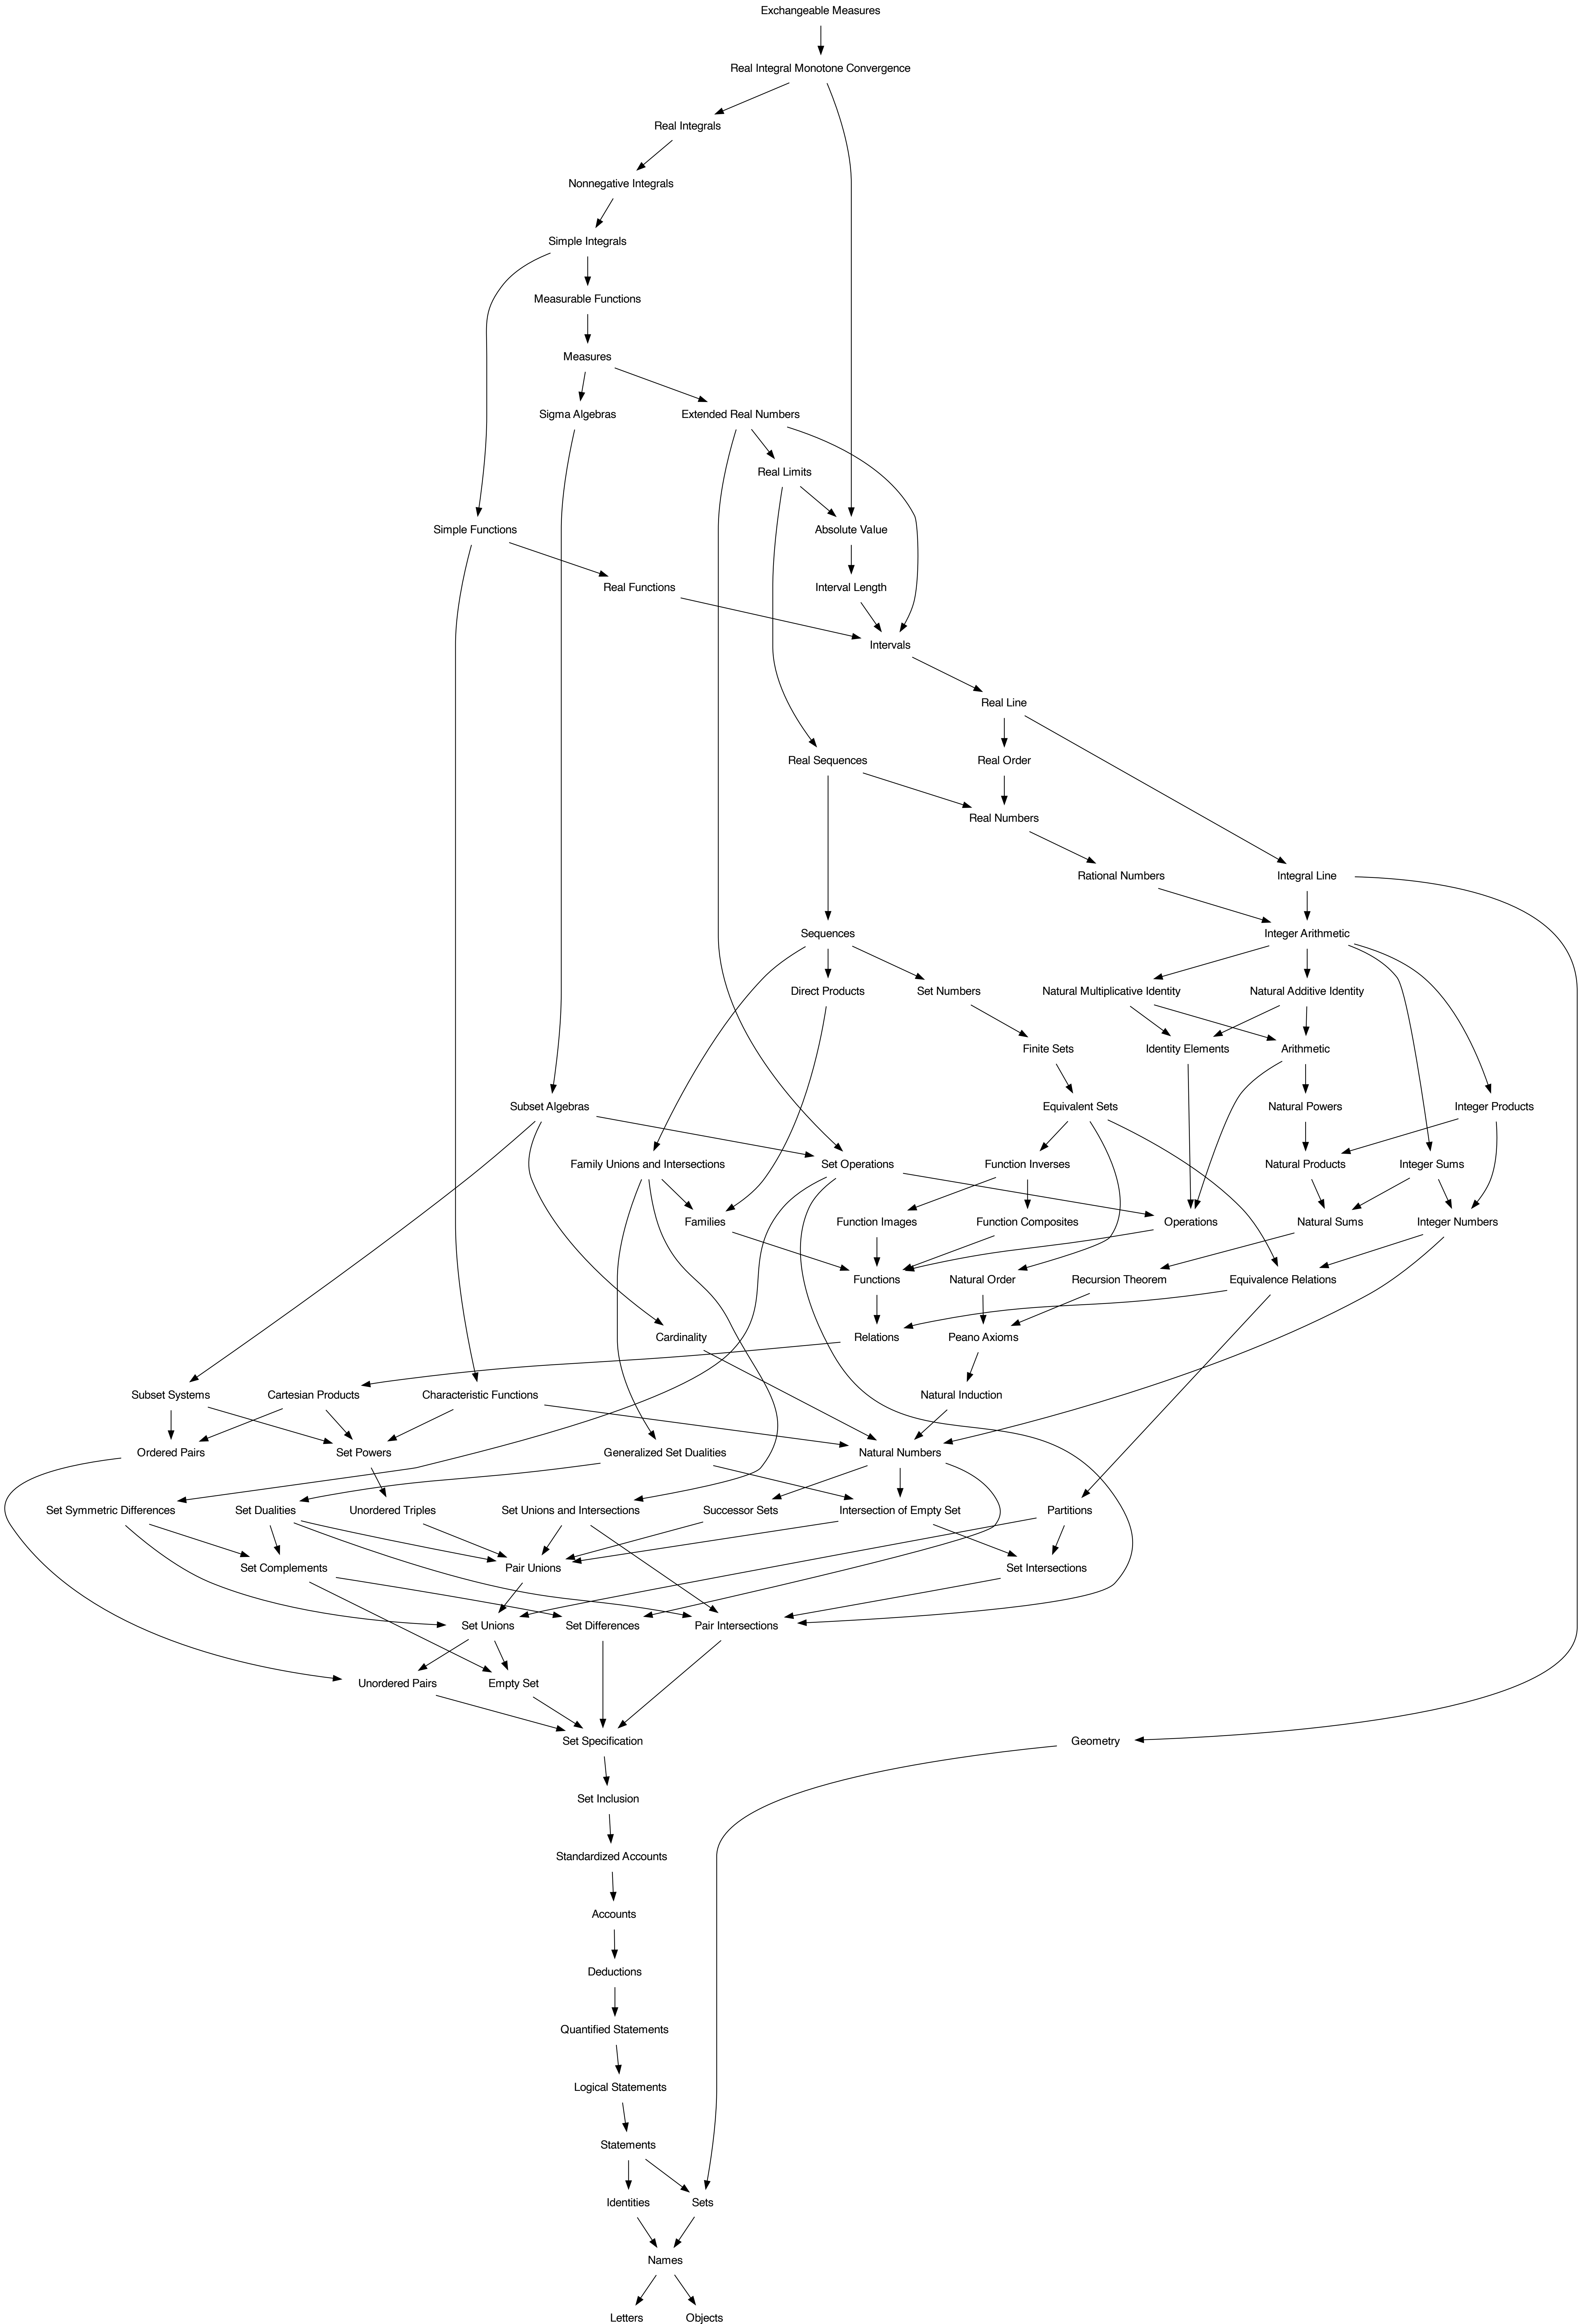 Exchangeable Measures
Real Integral Monotone Convergence
Real Integrals
Nonnegative Integrals
Simple Integrals
Measurable Functions
Measures
Sigma Algebras
Extended Real Numbers
Real Limits
Simple Functions
Absolute Value
Real Functions
Interval Length
Intervals
Real Line
Real Sequences
Real Order
Real Numbers
Rational Numbers
Integral Line
Sequences
Integer Arithmetic
Direct Products
Set Numbers
Natural Multiplicative Identity
Natural Additive Identity
Finite Sets
Identity Elements
Arithmetic
Subset Algebras
Equivalent Sets
Natural Powers
Integer Products
Family Unions and Intersections
Set Operations
Function Inverses
Natural Products
Integer Sums
Families
Function Images
Function Composites
Operations
Natural Sums
Integer Numbers
Functions
Natural Order
Recursion Theorem
Equivalence Relations
Cardinality
Relations
Peano Axioms
Subset Systems
Cartesian Products
Characteristic Functions
Natural Induction
Ordered Pairs
Set Powers
Generalized Set Dualities
Natural Numbers
Set Symmetric Differences
Set Dualities
Unordered Triples
Set Unions and Intersections
Successor Sets
Intersection of Empty Set
Partitions
Set Complements
Pair Unions
Set Intersections
Set Unions
Set Differences
Pair Intersections
Unordered Pairs
Empty Set
Set Specification
Geometry
Set Inclusion
Standardized Accounts
Accounts
Deductions
Quantified Statements
Logical Statements
Statements
Identities
Sets
Names
Letters
Objects